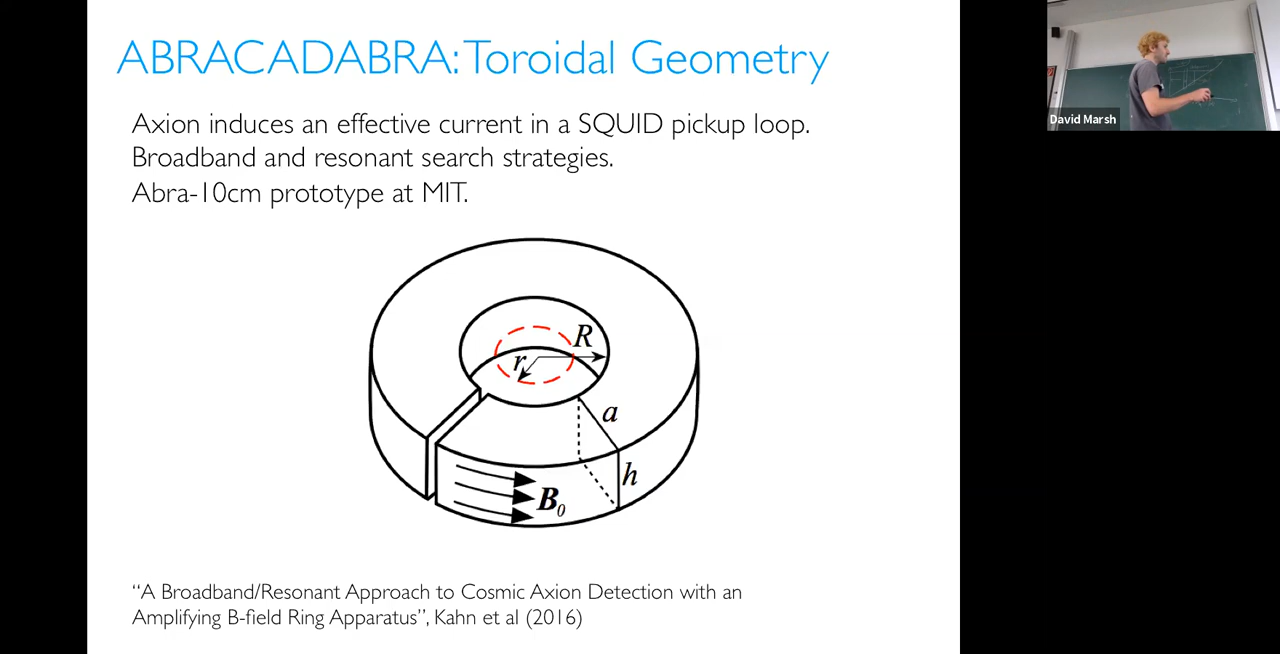 ABRACADABRA: Toroidal Geometry
Axion induces an effective current in a SQUID pickup loop.
Broadband and resonant search strategies.
Abra-10cm prototype at MIT.
R
r
a
h
B₀
“A Broadband/Resonant Approach to Cosmic Axion Detection with an
Amplifying B-field Ring Apparatus”, Kahn et al (2016)
David Marsh